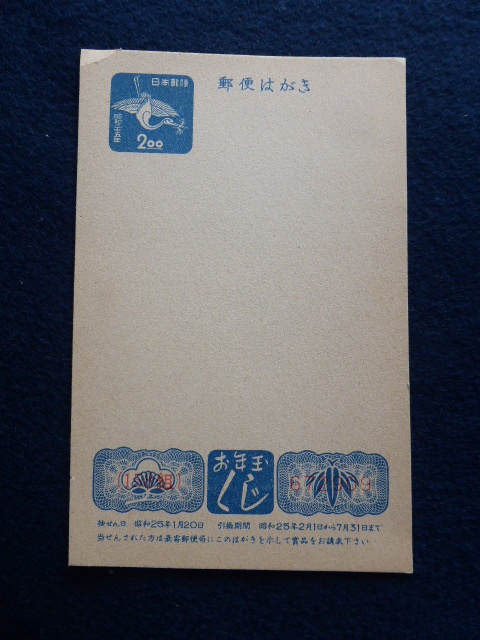 日本郵便
郵便はがき
昭和二十五年
2.00
お年玉
くじ
抽せん日 昭和25年1月20日 引換期間 昭和25年2月1日から7月31日まで
当せんされた方は最寄郵便局にこのはがきを示して賞品をお請求下さい